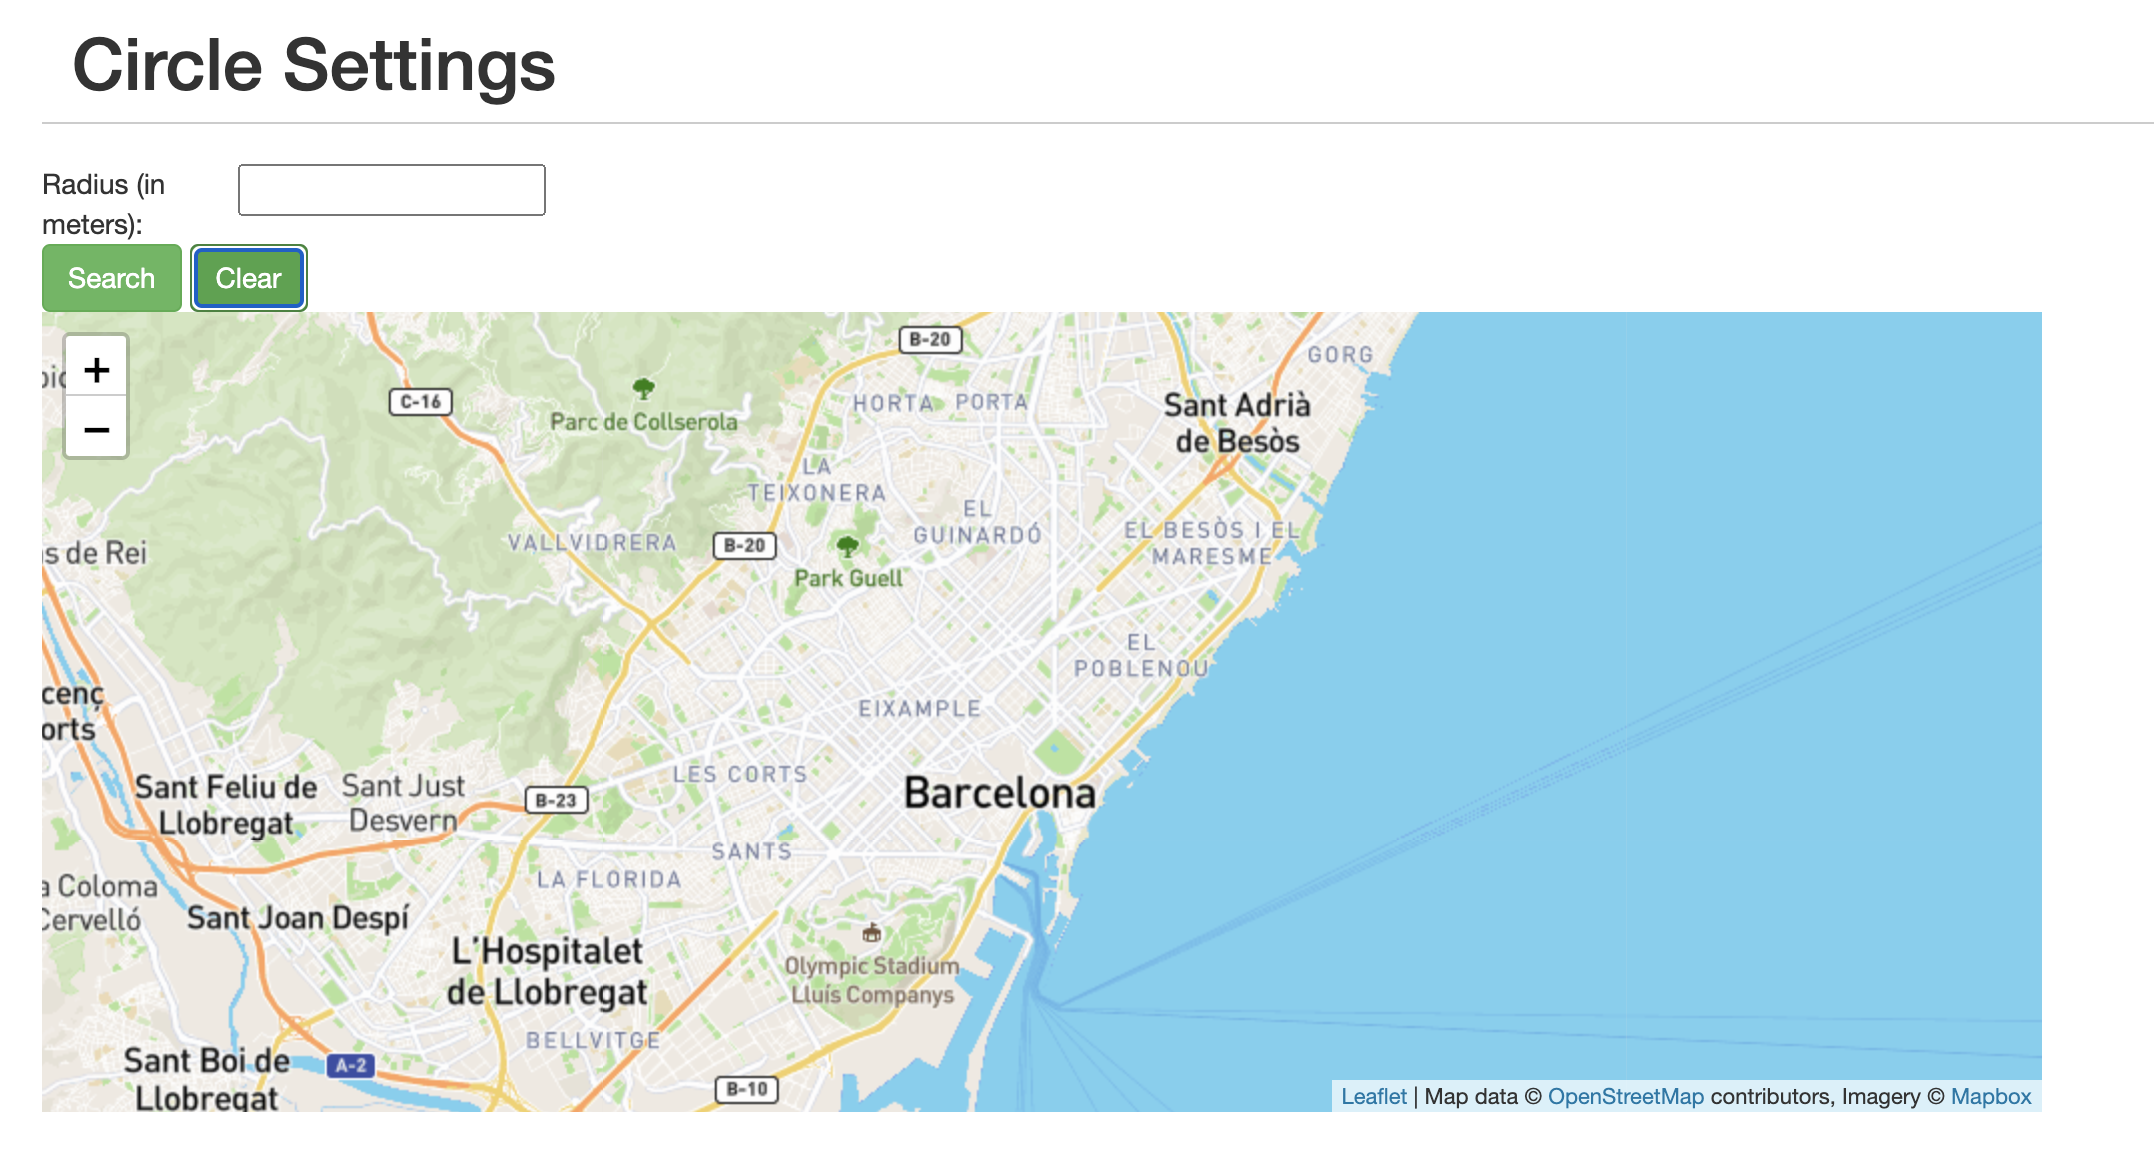 Circle Settings
Radius (in
meters):
Search
Clear
+
−
B-20
GORG
C-16
Parc de Collserola
HORTA
PORTA
Sant Adrià
de Besòs
LA
TEIXONERA
EL
GUINARDÓ
EL BESÒS I EL
MARESME
VALLVIDRERA
B-20
s de Rei
Park Guell
EL
POBLENOU
cenç
orts
EIXAMPLE
LES CORTS
Barcelona
Sant Feliu de
Llobregat
Sant Just
Desvern
B-23
SANTS
LA FLORIDA
a Coloma
Cervelló
Sant Joan Despí
L'Hospitalet
de Llobregat
Olympic Stadium
Lluís Companys
BELLVITGE
Sant Boi de
Llobregat
A-2
B-10
Leaflet | Map data © OpenStreetMap contributors, Imagery © Mapbox